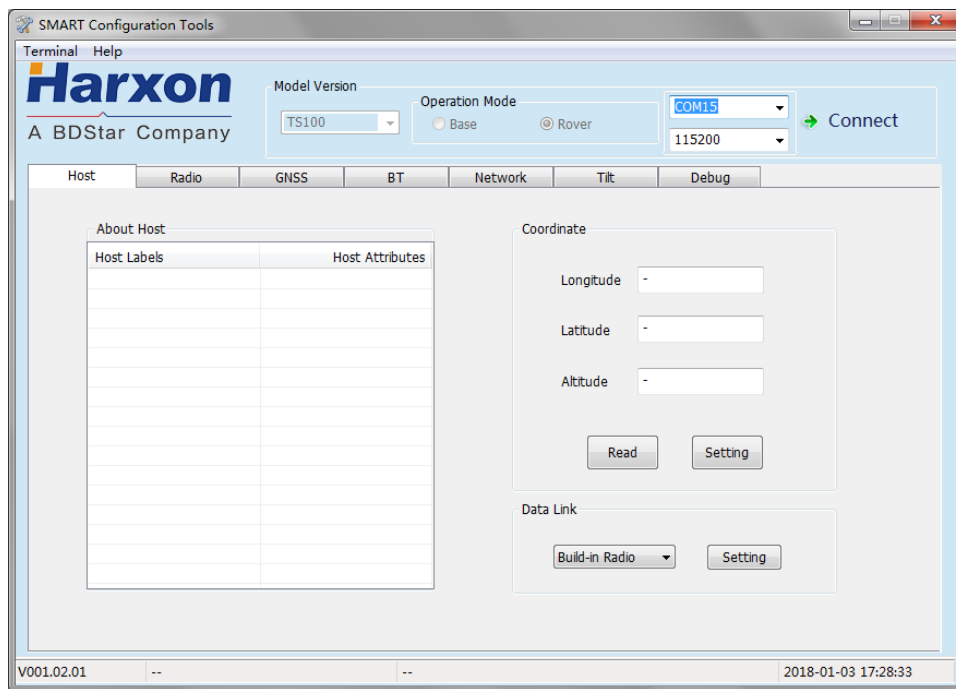 SMART Configuration Tools
Terminal Help
Harxon
A BDStar Company
Model Version
TS100
Operation Mode
Base
Rover
COM15
115200
Connect
Host Radio GNSS BT Network Tilt Debug
About Host
Host Labels Host Attributes
Coordinate
Longitude -
Latitude -
Altitude -
Read Setting
Data Link
Build-in Radio Setting
V001.02.01 -- -- 2018-01-03 17:28:33